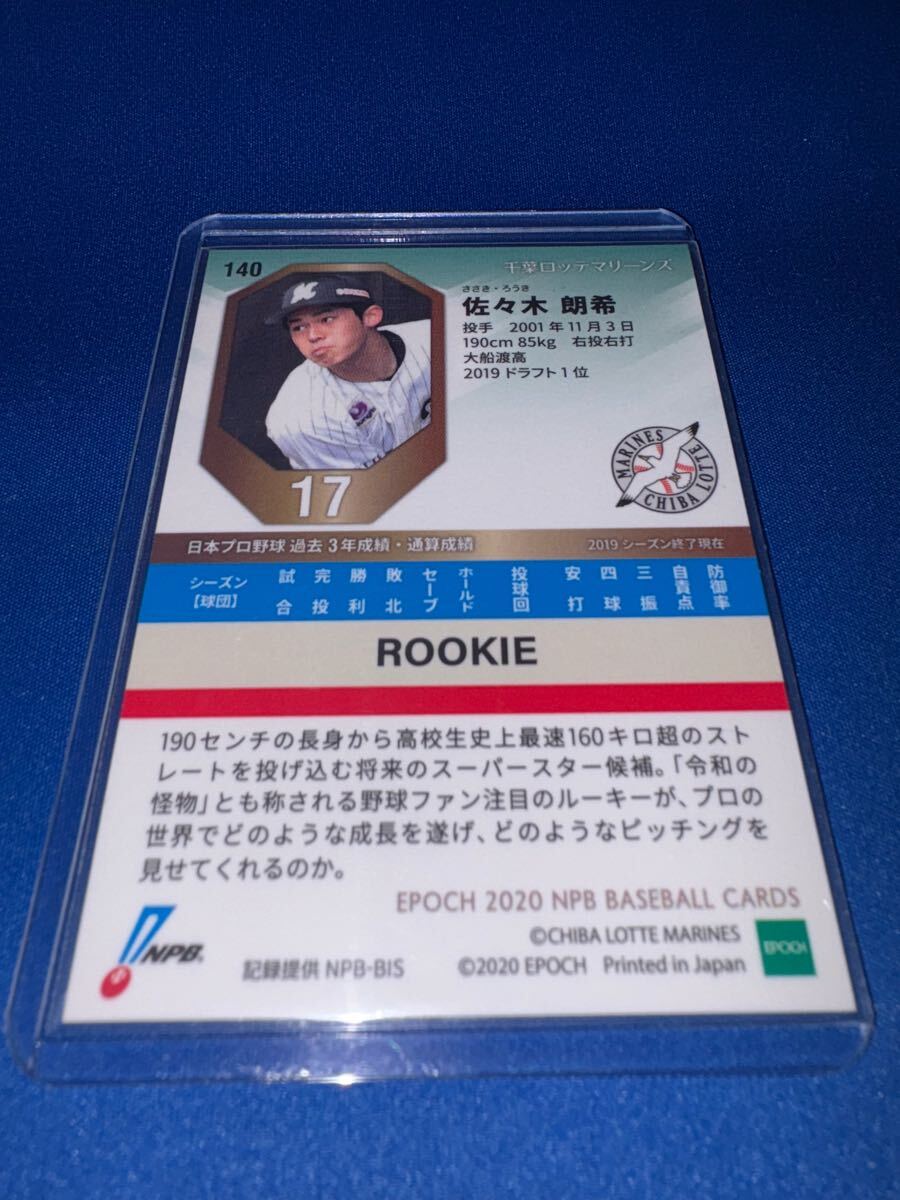 140
千葉ロッテマリーンズ
ささき・ろうき
佐々木 朗希
投手 2001年11月3日
190cm 85kg 右投右打
大船渡高
2019 ドラフト1位
17
MARINES
CHIBA LOTTE
日本プロ野球 過去3年成績・通算成績 2019 シーズン終了現在
シーズン【球団】 試合 完投 勝利 敗北 セーブ ホールド 投球回 安打 四球 三振 自責点 防御率
ROOKIE
190センチの長身から高校生史上最速160キロ超のスト
レートを投げ込む将来のスーパースター候補。「令和の
怪物」とも称される野球ファン注目のルーキーが、プロの
世界でどのような成長を遂げ、どのようなピッチングを
見せてくれるのか。
EPOCH 2020 NPB BASEBALL CARDS
©CHIBA LOTTE MARINES
NPB
記録提供 NPB-BIS ©2020 EPOCH Printed in Japan
EPOCH